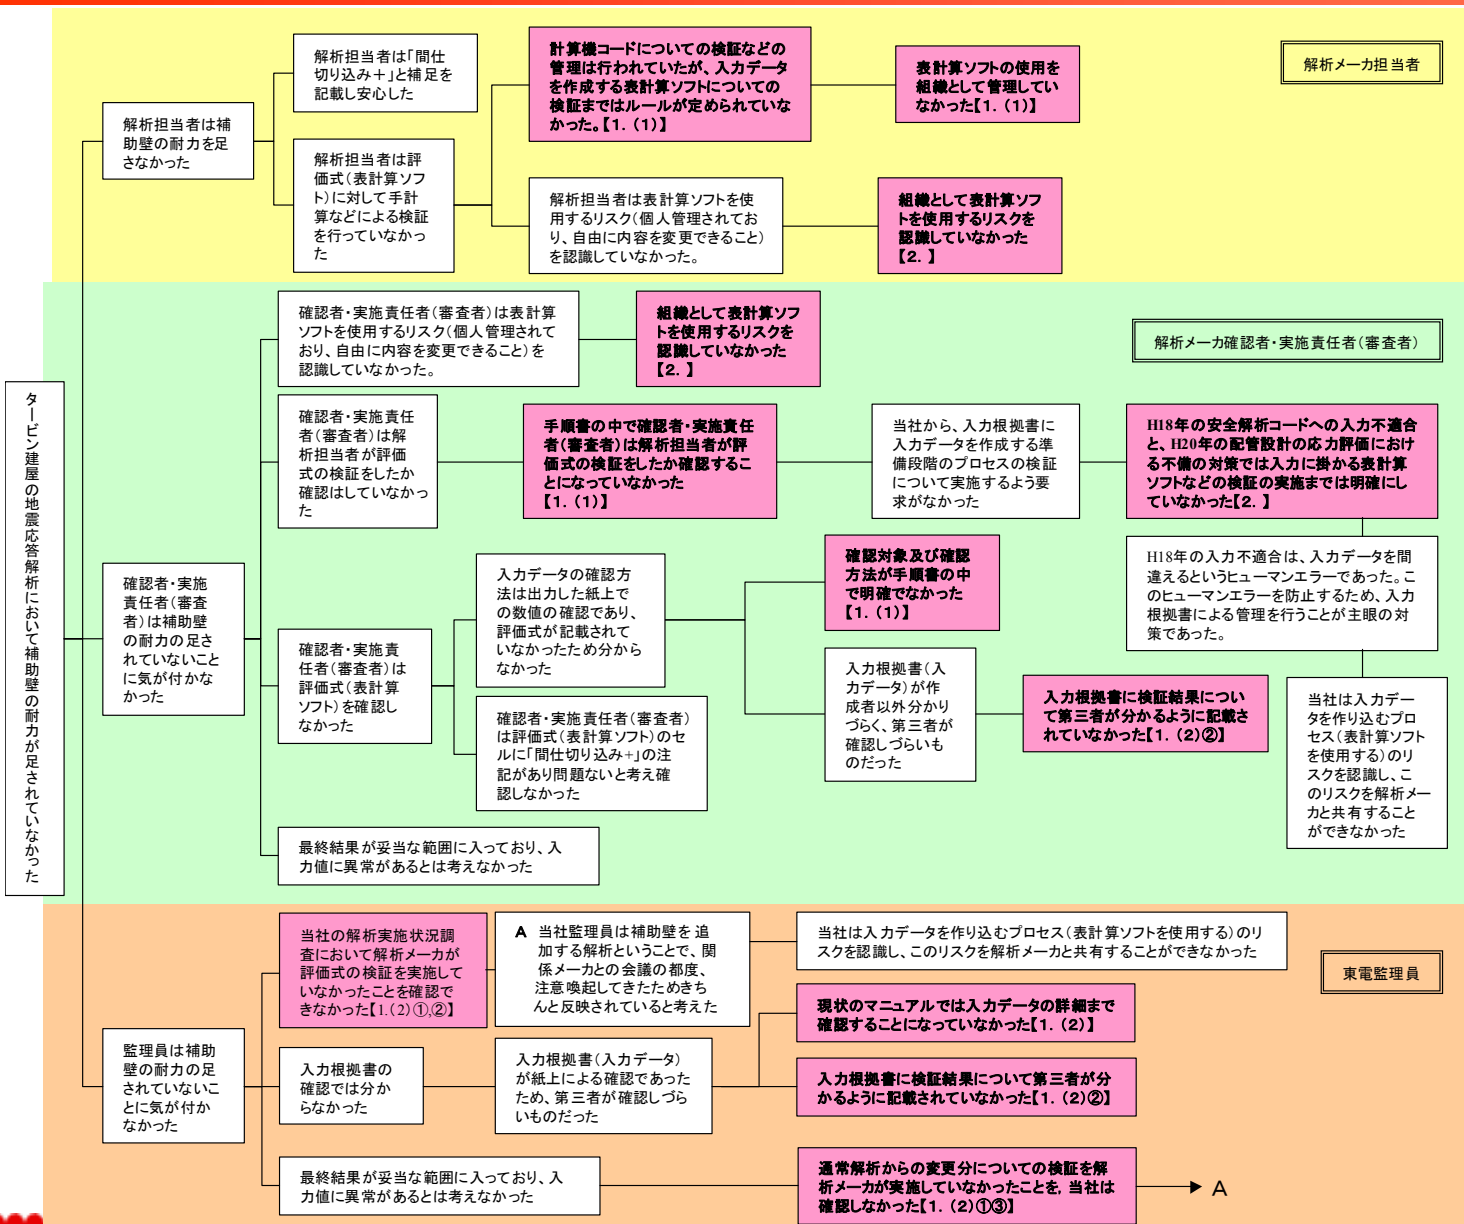 解析メーカ担当者
解析担当者は「間仕
切り込み＋」と補足を
記載し安心した
計算機コードについての検証などの
管理は行われていたが、入力データ
を作成する表計算ソフトについての
検証まではルールが定められていな
かった。【1．（1）】
表計算ソフトの使用を
組織として管理してい
なかった【1．（1）】
解析担当者は補
助壁の耐力を足
さなかった
解析担当者は評
価式（表計算ソフ
ト）に対して手計
算などによる検証
を行っていなかっ
た
解析担当者は表計算ソフトを使
用するリスク（個人管理されてお
り、自由に内容を変更できること）
を認識していなかった。
組織として表計算ソフ
トを使用するリスクを
認識していなかった
【2．】
解析メーカ確認者・実施責任者（審査者）
確認者・実施責任者（審査者）は表計算
ソフトを使用するリスク（個人管理されて
おり、自由に内容を変更できること）を
認識していなかった。
組織として表計算ソフ
トを使用するリスクを
認識していなかった
【2．】
タービン建屋の地震応答解析において補助壁の耐力が足されていなかった
確認者・実施責任
者（審査者）は解
析担当者が評価
式の検証をしたか
確認はしていなかっ
た
手順書の中で確認者・実施責任
者（審査者）は解析担当者が評
価式の検証をしたか確認するこ
とになっていなかった
【1．（1）】
当社から、入力根拠書に
入力データを作成する準
備段階のプロセスの検証
について実施するよう要
求がなかった
H18年の安全解析コードへの入力不適合
と、H20年の配管設計の応力評価におけ
る不備の対策では入力に掛かる表計算
ソフトなどの検証の実施までは明確にし
ていなかった【2．】
H18年の入力不適合は、入力データを間
違えるというヒューマンエラーであった。こ
のヒューマンエラーを防止するため、入力
根拠書による管理を行うことが主眼の対
策であった。
当社は入力デー
タを作り込むプロ
セス（表計算ソフト
を使用する）のリ
スクを認識し、こ
のリスクを解析メー
カと共有すること
ができなかった
確認者・実施
責任者（審査
者）は補助壁
の耐力の足さ
れていないこと
に気が付かな
かった
確認者・実施責
任者（審査者）は
評価式（表計算
ソフト）を確認し
なかった
入力データの確認方
法は出力した紙上で
の数値の確認であり、
評価式が記載されて
いなかったため分から
なかった
確認対象及び確認
方法が手順書の中
で明確でなかった
【1．（1）】
入力根拠書（入
力データ）が作
成者以外分かり
づらく、第三者が
確認しづらいも
のだった
入力根拠書に検証結果につい
て第三者が分かるように記載さ
れていなかった【1．（2）②】
確認者・実施責任者（審査者）
は評価式（表計算ソフト）のセ
ルに「間仕切り込み+」の注
記があり問題ないと考え確
認しなかった
最終結果が妥当な範囲に入っており、入
力値に異常があるとは考えなかった
東電監理員
当社の解析実施状況調
査において解析メーカが
評価式の検証を実施して
いなかったことを確認で
きなかった【1.（2）①,②】
A　当社監理員は補助壁を追
加する解析ということで、関
係メーカとの会議の都度、
注意喚起してきたためきち
んと反映されていると考えた
当社は入力データを作り込むプロセス（表計算ソフトを使用する）のリ
スクを認識し、このリスクを解析メーカと共有することができなかった
監理員は補助
壁の耐力の足
されていないこ
とに気が付か
なかった
入力根拠書の
確認では分か
らなかった
入力根拠書（入力データ）
が紙上による確認であった
ため、第三者が確認しづら
いものだった
現状のマニュアルでは入力データの詳細まで
確認することになっていなかった【1．（2）】
入力根拠書に検証結果について第三者が分
かるように記載されていなかった【1．（2）②】
最終結果が妥当な範囲に入っており、入
力値に異常があるとは考えなかった
通常解析からの変更分についての検証を解
析メーカが実施していなかったことを，当社は
確認しなかった【1．（2）①③】
A